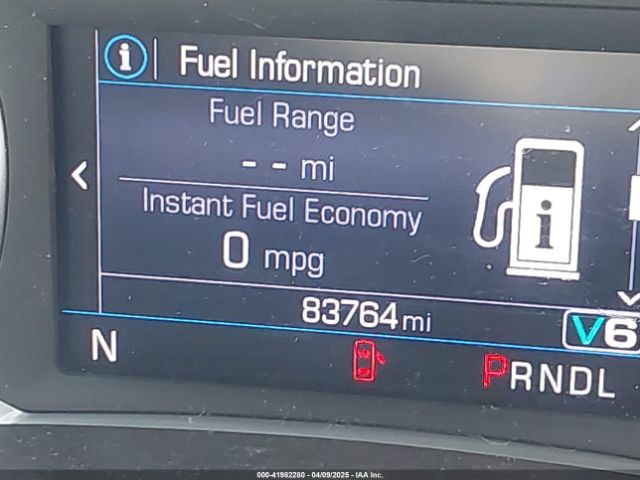 i Fuel Information
Fuel Range
- - mi
Instant Fuel Economy
0 mpg
i
83764 mi
V6
N
PRNDL
000-41982280 - 04/09/2025 - IAA Inc.